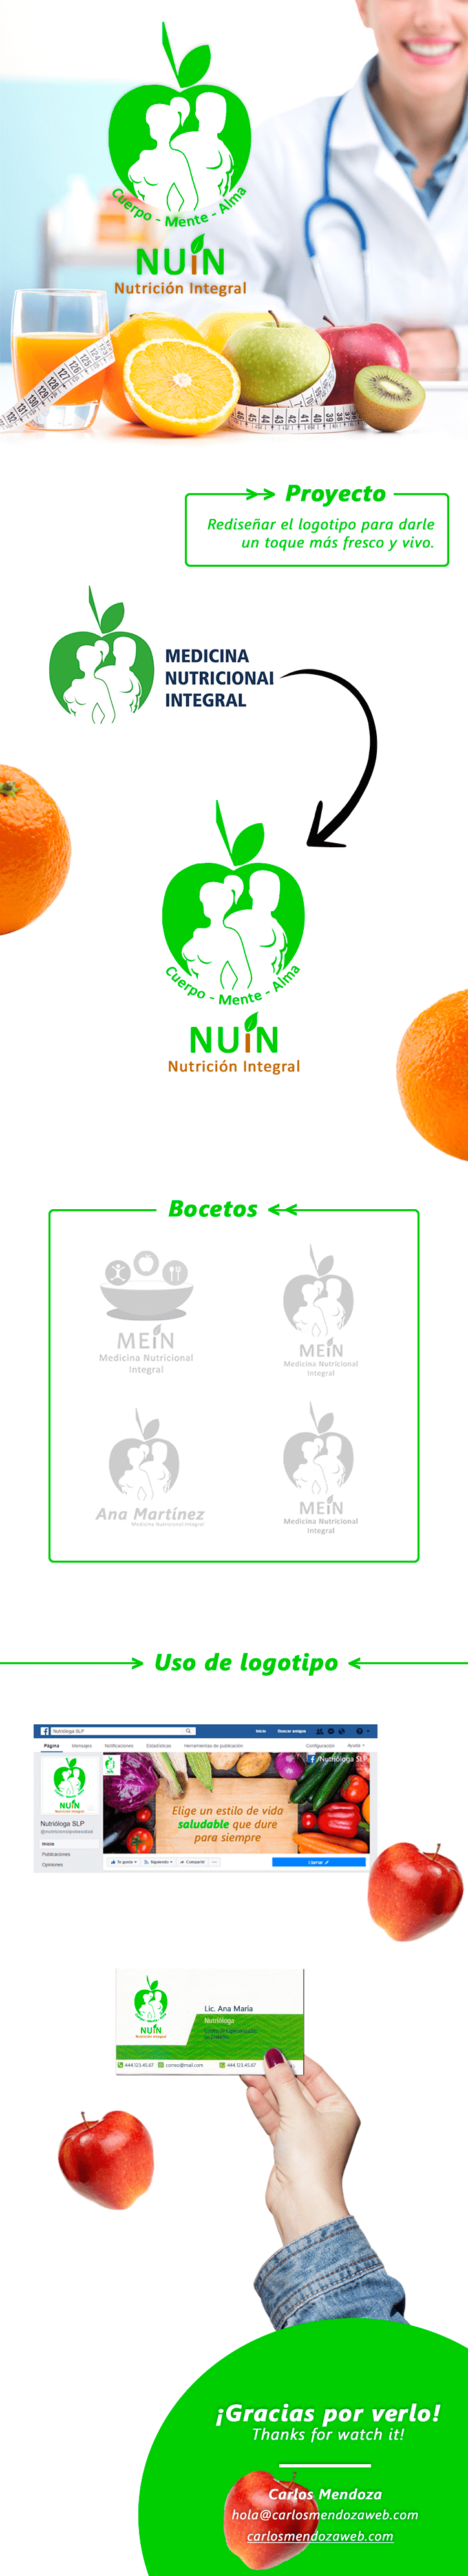 Cuerpo - Mente - Alma
NUiN
Nutrición Integral
Proyecto
Rediseñar el logotipo para darle
un toque más fresco y vivo.
MEDICINA
NUTRICIONAl
INTEGRAL
Cuerpo - Mente - Alma
NUiN
Nutrición Integral
Bocetos
MEiN
Medicina Nutricional
Integral
MEiN
Medicina Nutricional
Integral
Ana Martínez
Medicina Nutricional Integral
MEiN
Medicina Nutricional
Integral
Uso de logotipo
Nutrióloga SLP
Inicio
Buscar amigos
Página
Mensajes
Notificaciones
Estadísticas
Herramientas de publicación
Configuración
Ayuda
/Nutrióloga SLP
NUiN
Nutrición Integral
Elige un estilo de vida
saludable que dure
para siempre
Nutrióloga SLP
Inicio
Publicaciones
Opiniones
Te gusta
Siguiendo
Compartir
Llamar
NUiN
Nutrición Integral
Lic. Ana María
Nutrióloga
444.123.45.67
correo@mail.com
444.123.45.67
¡Gracias por verlo!
Thanks for watch it!
Carlos Mendoza
hola@carlosmendozaweb.com
carlosmendozaweb.com